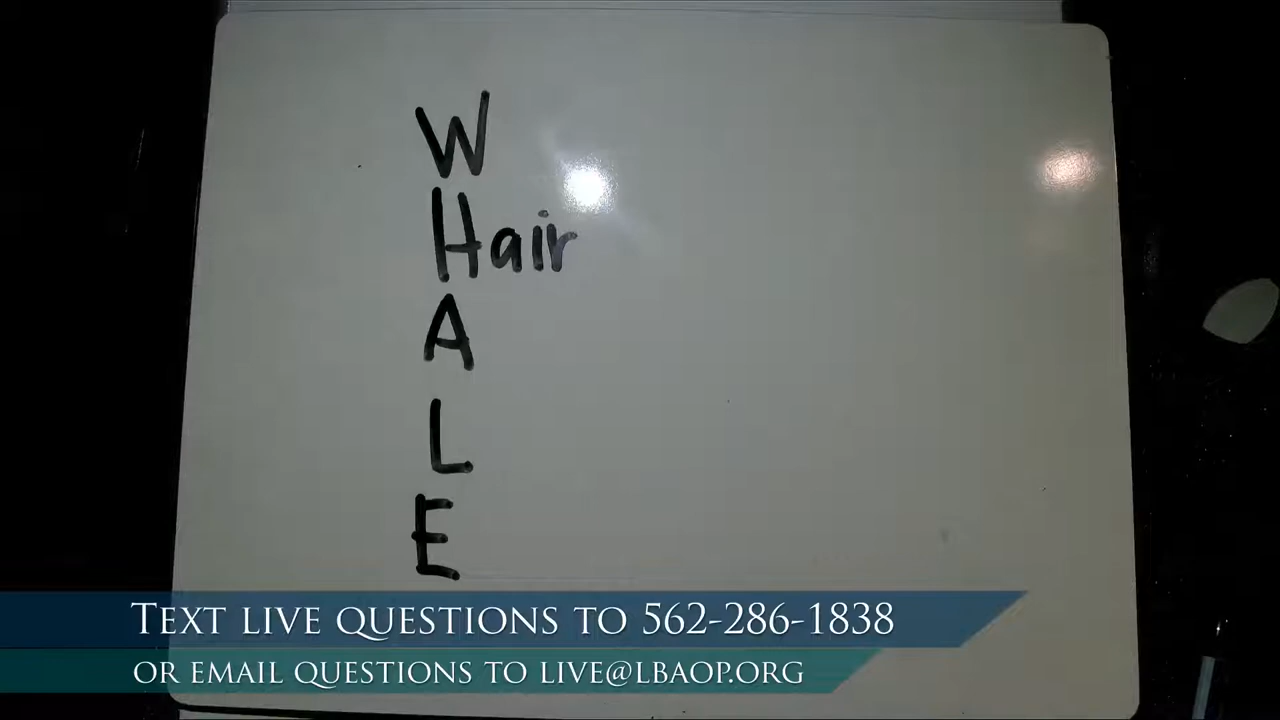 W
Hair
A
L
E
TEXT LIVE QUESTIONS TO 562-286-1838
OR EMAIL QUESTIONS TO LIVE@LBAOP.ORG